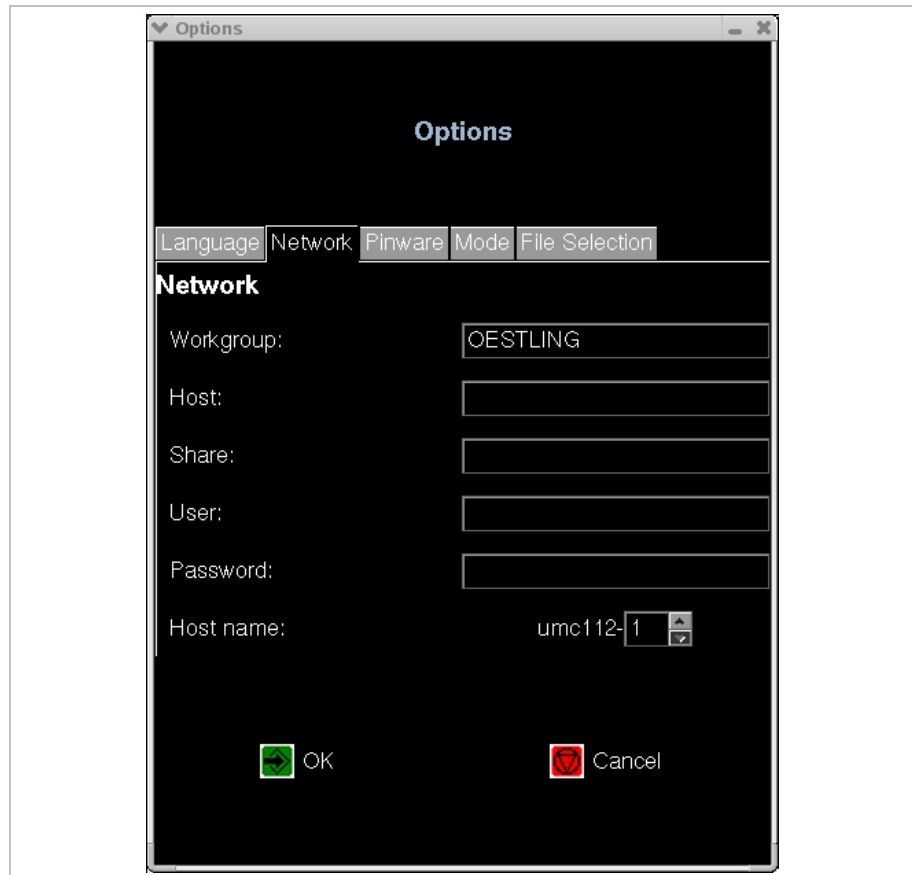 Options
Options
Language Network Pinware Mode File Selection
Network
Workgroup: OESTLING
Host:
Share:
User:
Password:
Host name: umc112-1
OK Cancel